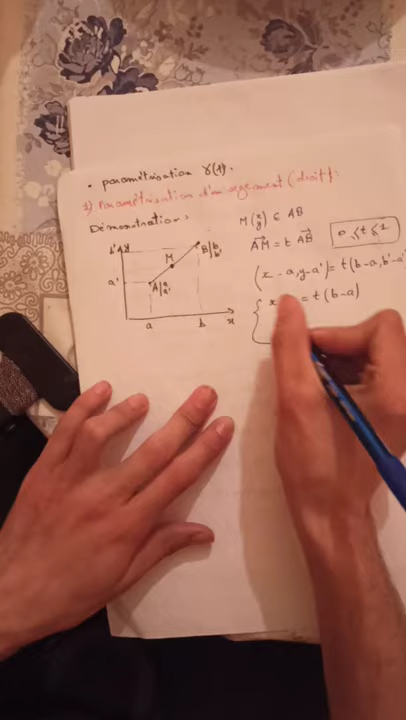 • paramétrisation γ(t).
1) Paramétrisation d'un segment (droit):
Démonstration:
M(x y) ∈ AB
AM = t AB
0 ≤ t ≤ 1
(x - a, y - a') = t(b-a, b'-a'
= t(b-a)
b'
y
B|b b'
M
a'
A|a a'
a
b
x